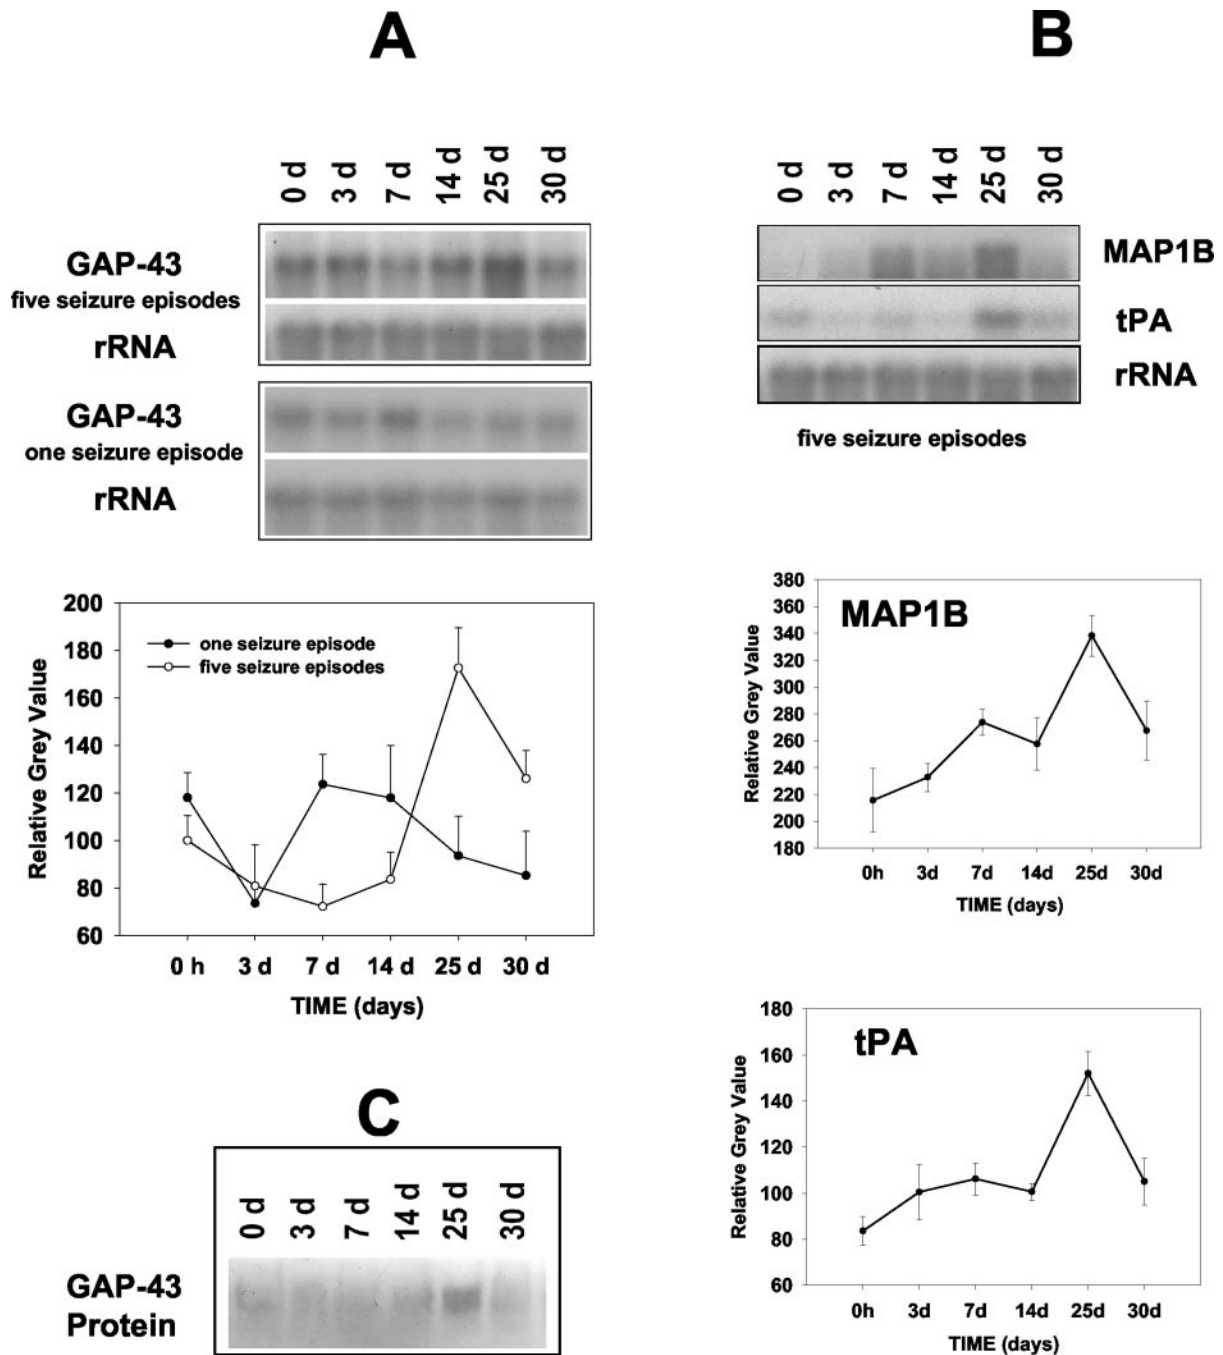 A
0 d
3 d
7 d
14 d
25 d
30 d
GAP-43
five seizure episodes
rRNA
GAP-43
one seizure episode
rRNA
200
180
160
140
120
100
80
60
Relative Grey Value
one seizure episode
five seizure episodes
0 h
3 d
7 d
14 d
25 d
30 d
TIME (days)
B
0 d
3 d
7 d
14 d
25 d
30 d
MAP1B
tPA
rRNA
five seizure episodes
380
360
340
320
300
280
260
240
220
200
180
Relative Grey Value
MAP1B
0h
3d
7d
14d
25d
30d
TIME (days)
180
160
140
120
100
80
60
Relative Grey Value
tPA
0h
3d
7d
14d
25d
30d
TIME (days)
C
0 d
3 d
7 d
14 d
25 d
30 d
GAP-43
Protein